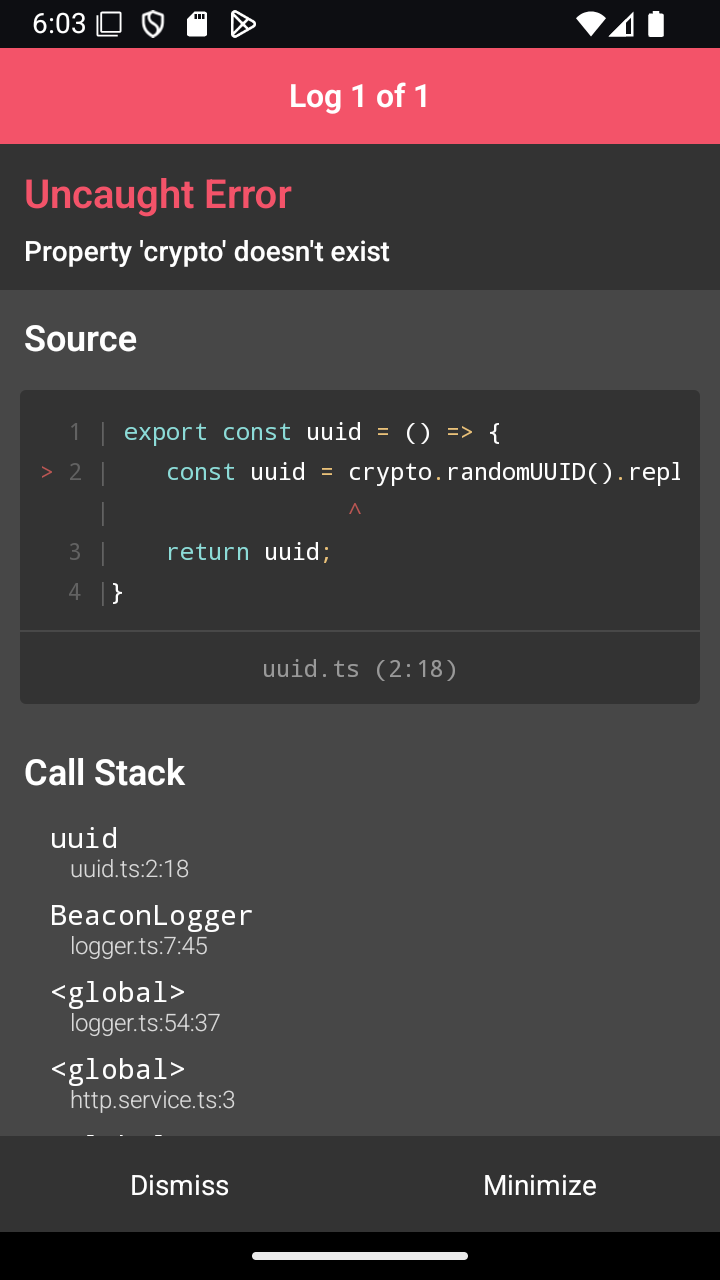 6:03
Log 1 of 1
Uncaught Error
Property 'crypto' doesn't exist
Source
1 | export const uuid = () => {
> 2 |    const uuid = crypto.randomUUID().repl
|                 ^
3 |    return uuid;
4 |}
uuid.ts (2:18)
Call Stack
uuid
uuid.ts:2:18
BeaconLogger
logger.ts:7:45
<global>
logger.ts:54:37
<global>
http.service.ts:3
Dismiss
Minimize